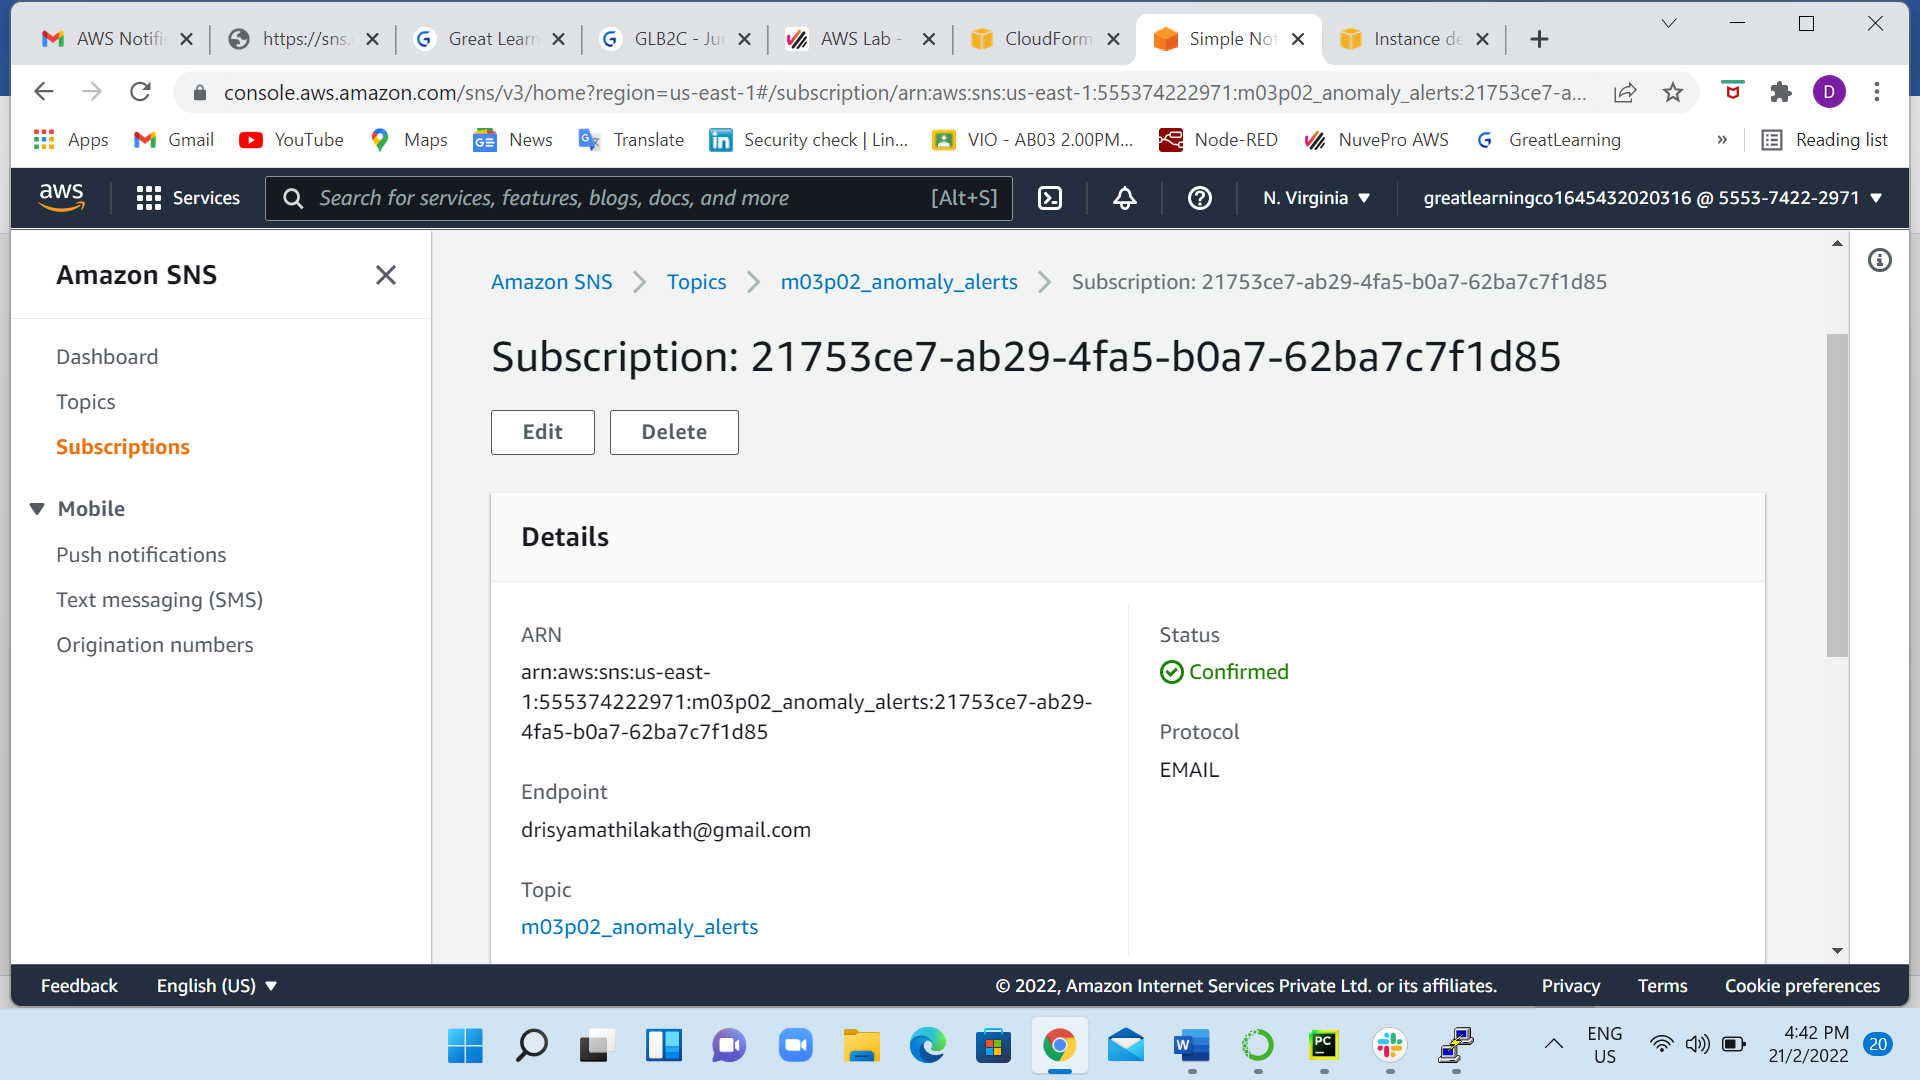 AWS Notifi
https://sns.
Great Learn
GLB2C - Ju
AWS Lab -
CloudForm
Simple Not
Instance de
console.aws.amazon.com/sns/v3/home?region=us-east-1#/subscription/arn:aws:sns:us-east-1:555374222971:m03p02_anomaly_alerts:21753ce7-a...
D
Apps
Gmail
YouTube
Maps
News
Translate
Security check | Lin...
VIO - AB03 2.00PM...
Node-RED
NuvePro AWS
GreatLearning
»
Reading list
aws
Services
Search for services, features, blogs, docs, and more
[Alt+S]
N. Virginia
greatlearningco1645432020316 @ 5553-7422-2971
Amazon SNS
Dashboard
Topics
Subscriptions
Mobile
Push notifications
Text messaging (SMS)
Origination numbers
Amazon SNS
Topics
m03p02_anomaly_alerts
Subscription: 21753ce7-ab29-4fa5-b0a7-62ba7c7f1d85
Subscription: 21753ce7-ab29-4fa5-b0a7-62ba7c7f1d85
Edit
Delete
Details
ARN
arn:aws:sns:us-east-
1:555374222971:m03p02_anomaly_alerts:21753ce7-ab29-
4fa5-b0a7-62ba7c7f1d85
Endpoint
drisyamathilakath@gmail.com
Topic
m03p02_anomaly_alerts
Status
Confirmed
Protocol
EMAIL
Feedback
English (US)
© 2022, Amazon Internet Services Private Ltd. or its affiliates.
Privacy
Terms
Cookie preferences
W
PC
ENG
US
4:42 PM
21/2/2022
20